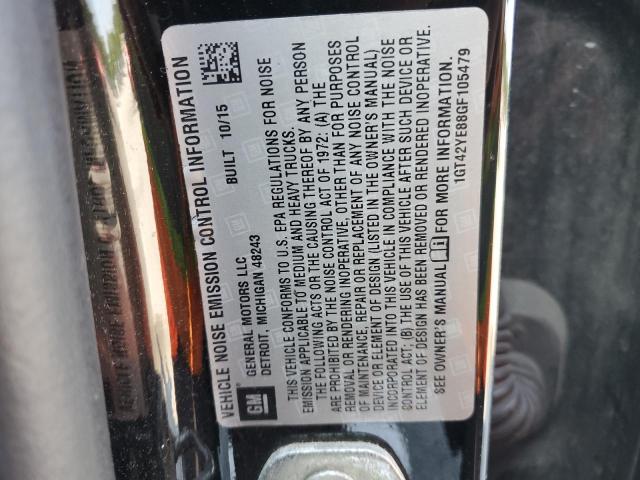 VEHICLE NOISE EMISSION CONTROL INFORMATION
GM
GENERAL MOTORS LLC
DETROIT, MICHIGAN 48243
BUILT 10/15
THIS VEHICLE CONFORMS TO U.S. EPA REGULATIONS FOR NOISE
EMISSION APPLICABLE TO MEDIUM AND HEAVY TRUCKS.
THE FOLLOWING ACTS OR THE CAUSING THEREOF BY ANY PERSON
ARE PROHIBITED BY THE NOISE CONTROL ACT OF 1972: (A) THE
REMOVAL OR RENDERING INOPERATIVE, OTHER THAN FOR PURPOSES
OF MAINTENANCE, REPAIR OR REPLACEMENT, OF ANY NOISE CONTROL
DEVICE OR ELEMENT OF DESIGN (LISTED IN THE OWNER'S MANUAL)
INCORPORATED INTO THIS VEHICLE IN COMPLIANCE WITH THE NOISE
CONTROL ACT; (B) THE USE OF THIS VEHICLE AFTER SUCH DEVICE OR
ELEMENT OF DESIGN HAS BEEN REMOVED OR RENDERED INOPERATIVE.
SEE OWNER'S MANUAL FOR MORE INFORMATION.
1GT42YE88GF105479